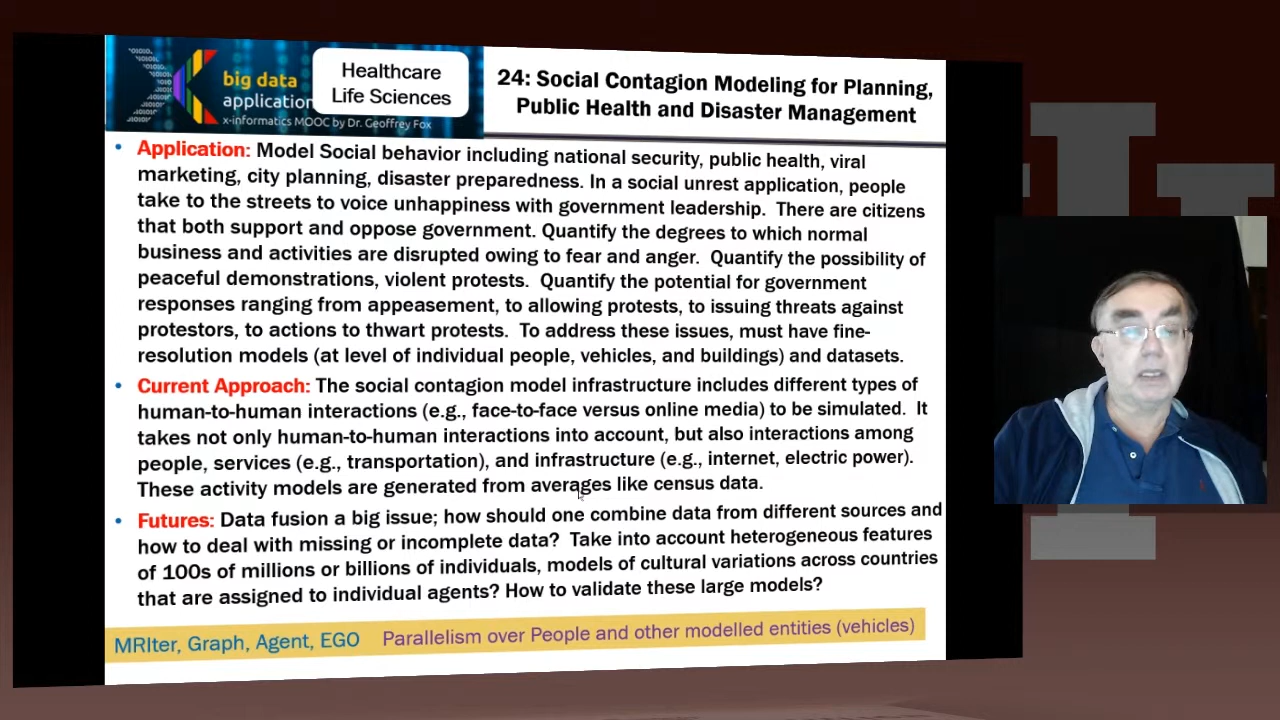 big data
application
x-informatics MOOC by Dr. Geoffrey Fox
Healthcare
Life Sciences
24: Social Contagion Modeling for Planning,
Public Health and Disaster Management
• Application: Model Social behavior including national security, public health, viral
marketing, city planning, disaster preparedness. In a social unrest application, people
take to the streets to voice unhappiness with government leadership. There are citizens
that both support and oppose government. Quantify the degrees to which normal
business and activities are disrupted owing to fear and anger. Quantify the possibility of
peaceful demonstrations, violent protests. Quantify the potential for government
responses ranging from appeasement, to allowing protests, to issuing threats against
protestors, to actions to thwart protests. To address these issues, must have fine-
resolution models (at level of individual people, vehicles, and buildings) and datasets.
• Current Approach: The social contagion model infrastructure includes different types of
human-to-human interactions (e.g., face-to-face versus online media) to be simulated. It
takes not only human-to-human interactions into account, but also interactions among
people, services (e.g., transportation), and infrastructure (e.g., internet, electric power).
These activity models are generated from averages like census data.
• Futures: Data fusion a big issue; how should one combine data from different sources and
how to deal with missing or incomplete data? Take into account heterogeneous features
of 100s of millions or billions of individuals, models of cultural variations across countries
that are assigned to individual agents? How to validate these large models?
MRIter, Graph, Agent, EGO Parallelism over People and other modelled entities (vehicles)